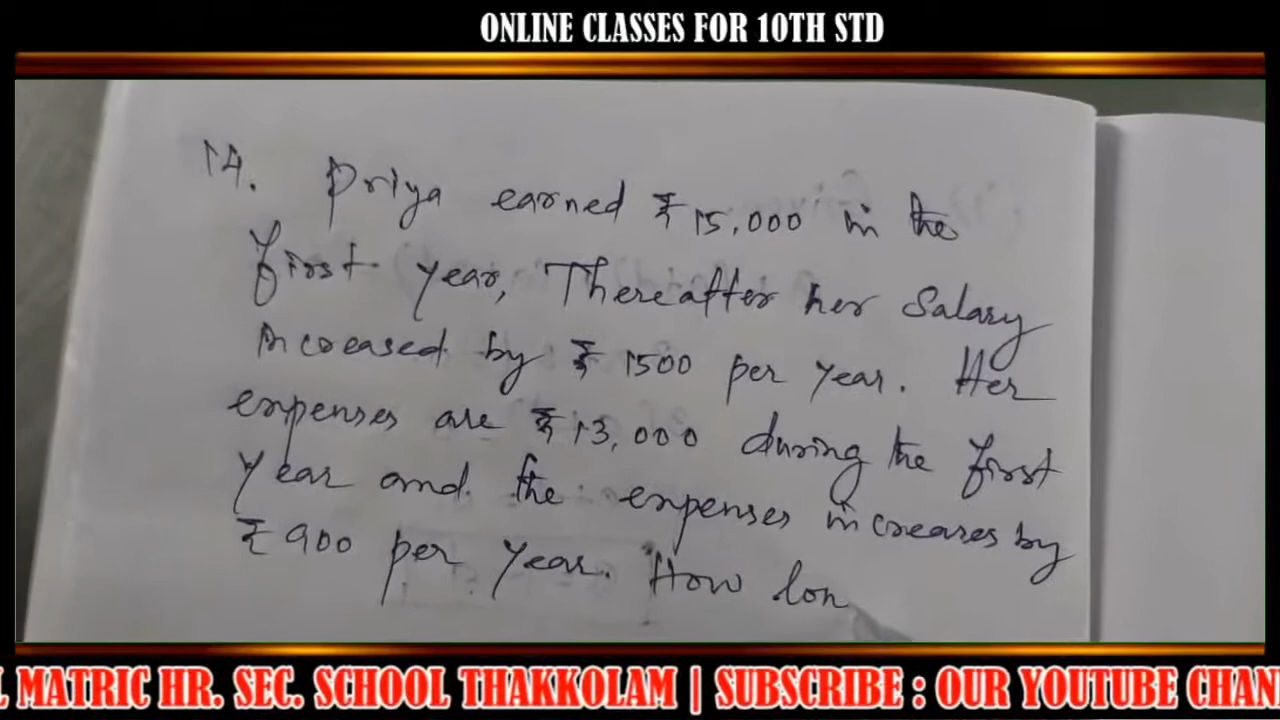 ONLINE CLASSES FOR 10TH STD
14. Priya earned ₹15,000 in the
first year, Thereafter her salary
increased by ₹ 1500 per year. Her
expenses are ₹13,000 during the first
year and the expenses increases by
₹900 per year. How lon
L MATRIC HR. SEC. SCHOOL THAKKOLAM | SUBSCRIBE : OUR YOUTUBE CHAN